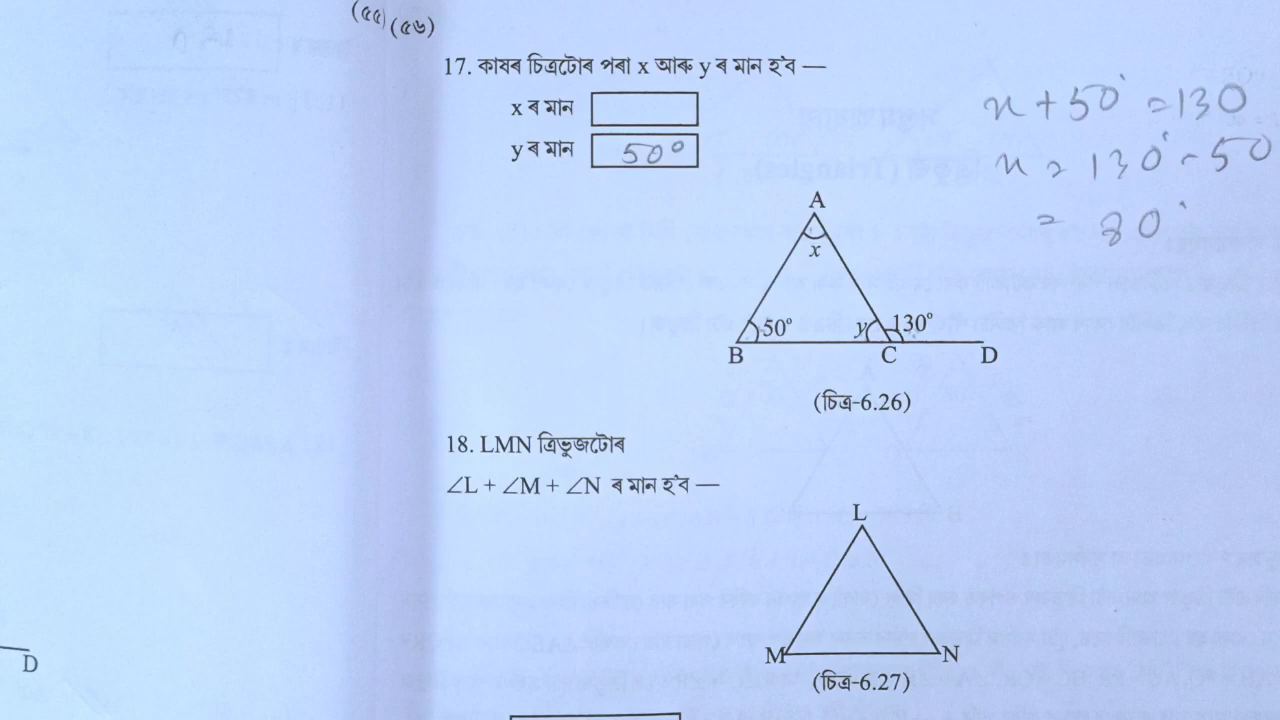 (৫৫) (৫৬)
17. কাষৰ চিত্ৰটোৰ পৰা x আৰু y ৰ মান হ'ব —
x ৰ মান
y ৰ মান 50°
x + 50° = 130
x = 130° - 50
= 80°
A
x
50°
y
130°
B
C
D
(চিত্ৰ-6.26)
18. LMN ত্ৰিভুজটোৰ
∠L + ∠M + ∠N ৰ মান হ'ব —
L
M
N
(চিত্ৰ-6.27)
D